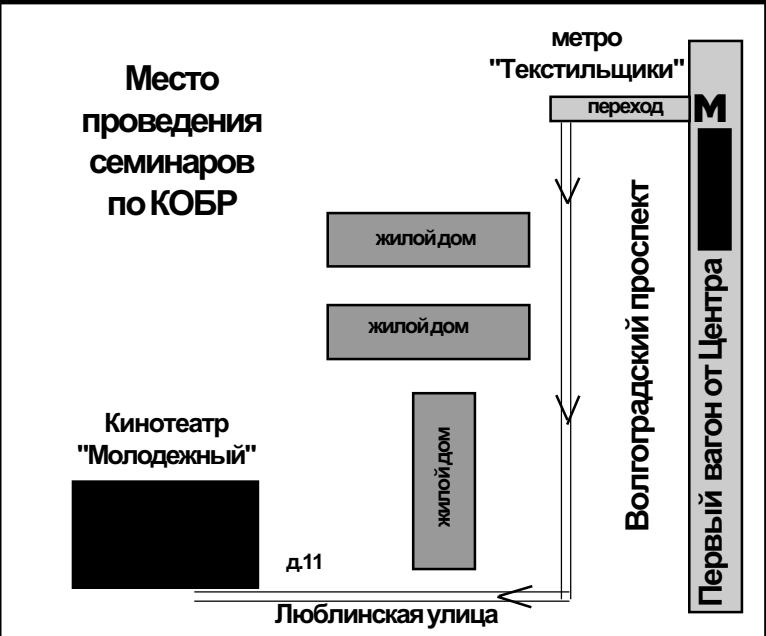 Место
проведения
семинаров
по КОБР
метро
"Текстильщики"
переход
М
жилой дом
жилой дом
жилой дом
Волгоградский проспект
Первый вагон от Центра
Кинотеатр
"Молодежный"
д.11
Люблинская улица